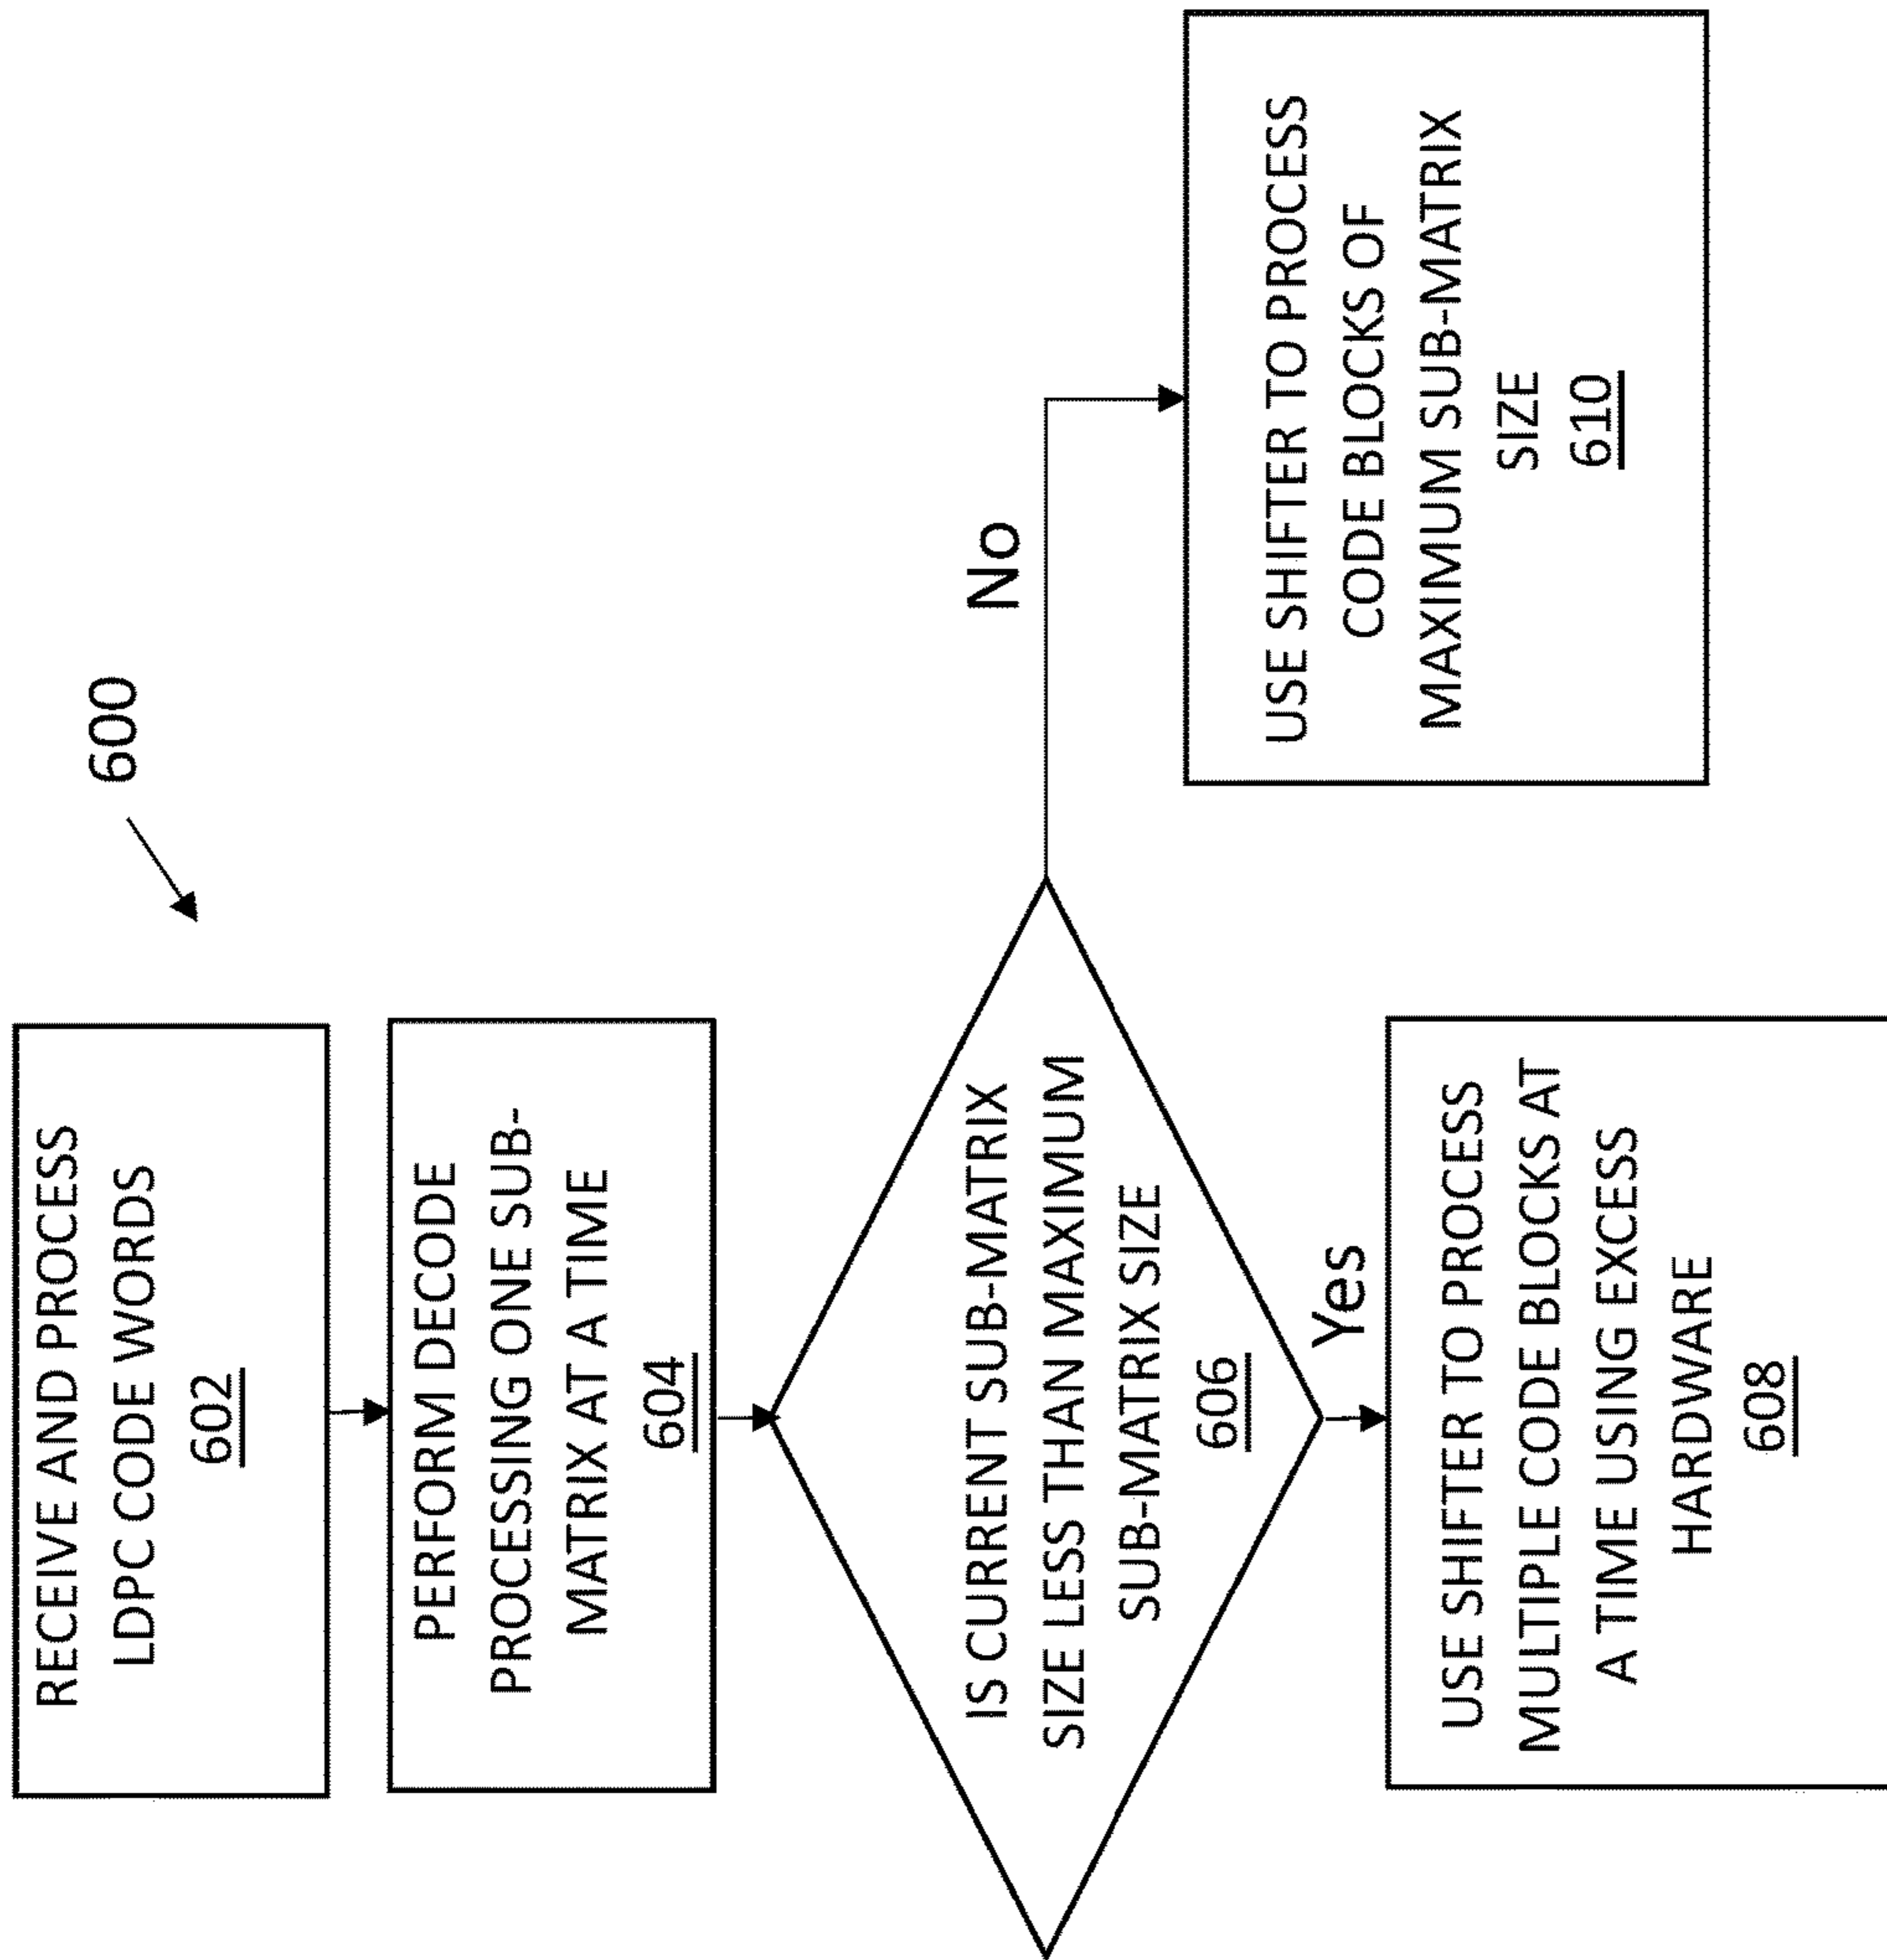 600
RECEIVE AND PROCESS
LDPC CODE WORDS
602
PERFORM DECODE
PROCESSING ONE SUB-
MATRIX AT A TIME
604
IS CURRENT SUB-MATRIX
SIZE LESS THAN MAXIMUM
SUB-MATRIX SIZE
606
No
Yes
USE SHIFTER TO PROCESS
MULTIPLE CODE BLOCKS AT
A TIME USING EXCESS
HARDWARE
608
USE SHIFTER TO PROCESS
CODE BLOCKS OF
MAXIMUM SUB-MATRIX
SIZE
610